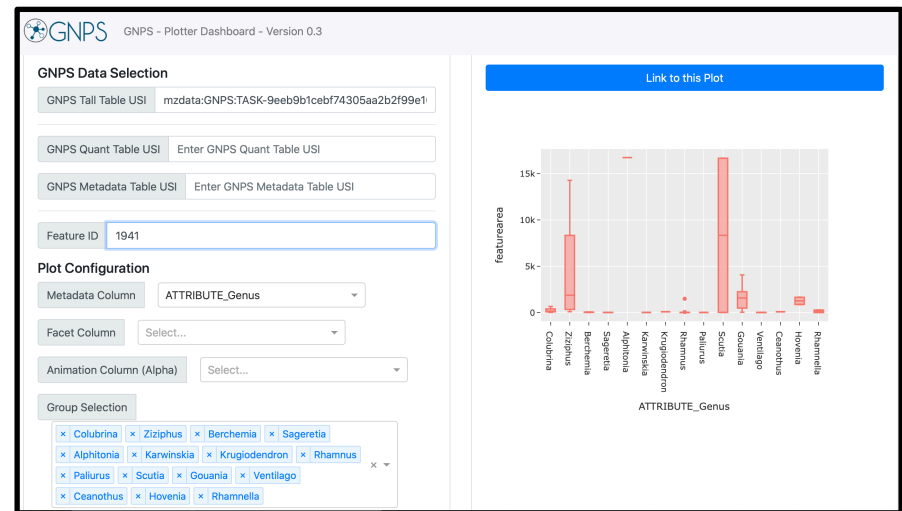 GNPS
GNPS - Plotter Dashboard - Version 0.3
GNPS Data Selection
GNPS Tall Table USI mzdata:GNPS:TASK-9eeb9b1cebf74305aa2b2f99e1
GNPS Quant Table USI Enter GNPS Quant Table USI
GNPS Metadata Table USI Enter GNPS Metadata Table USI
Feature ID 1941
Plot Configuration
Metadata Column ATTRIBUTE_Genus
Facet Column Select...
Animation Column (Alpha) Select...
Group Selection
× Colubrina × Ziziphus × Berchemia × Sageretia
× Alphitonia × Karwinskia × Krugiodendron × Rhamnus
× Paliurus × Scutia × Gouania × Ventilago
× Ceanothus × Hovenia × Rhamnella
Link to this Plot
15k
10k
5k
0
featurearea
Colubrina
Ziziphus
Berchemia
Sageretia
Alphitonia
Karwinskia
Krugiodendron
Rhamnus
Paliurus
Scutia
Gouania
Ventilago
Ceanothus
Hovenia
Rhamnella
ATTRIBUTE_Genus